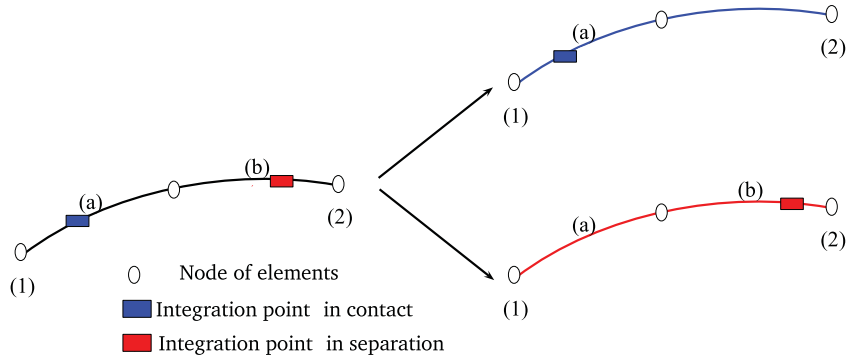 (a)
(2)
(1)
(b)
(a)
(2)
(1)
(b)
(a)
(2)
(1)
Node of elements
Integration point in contact
Integration point in separation